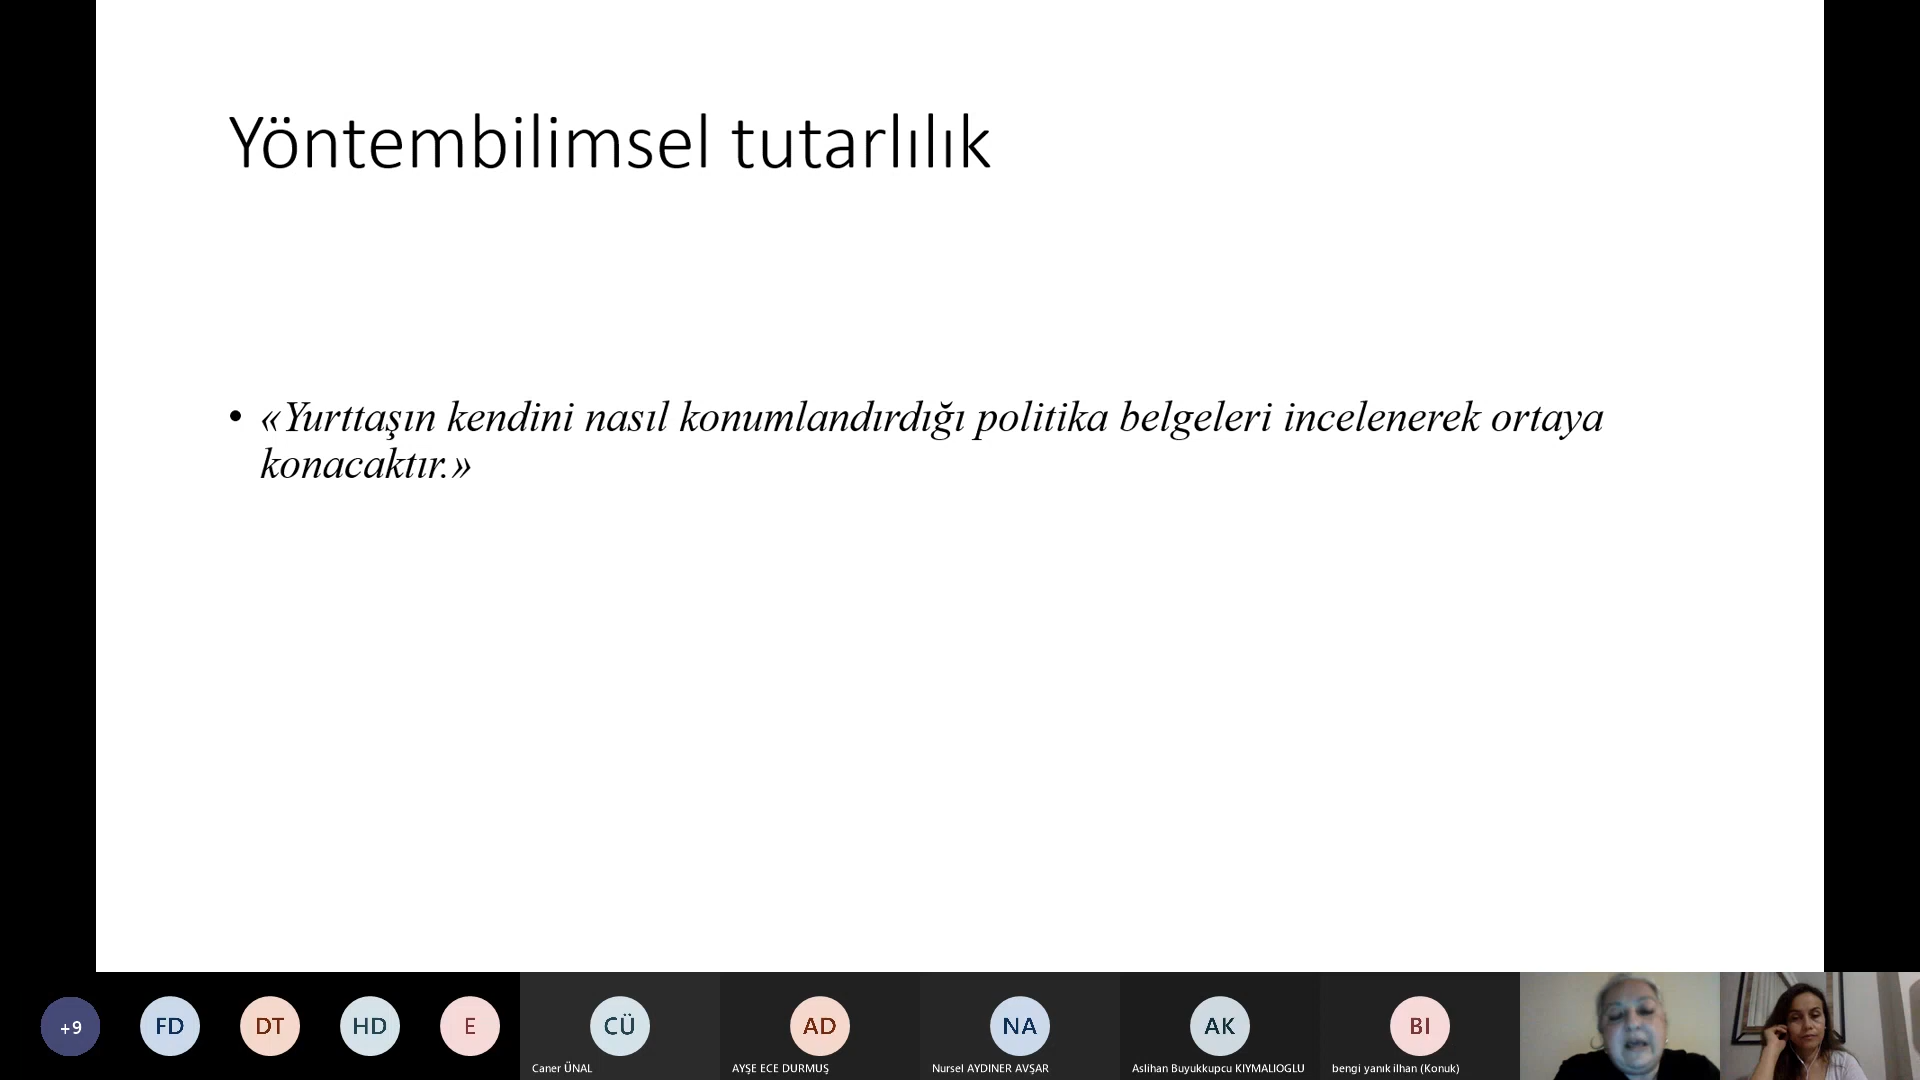 Yöntembilimsel tutarlılık
• «Yurttaşın kendini nasıl konumlandırdığı politika belgeleri incelenerek ortaya
konacaktır.»
+9 FD DT HD E CÜ AD NA AK BI
Caner ÜNAL AYŞE ECE DURMUŞ Nursel AYDINER AVŞAR Aslihan Buyukkupcu KIYMALIOGLU bengi yanık ilhan (Konuk)